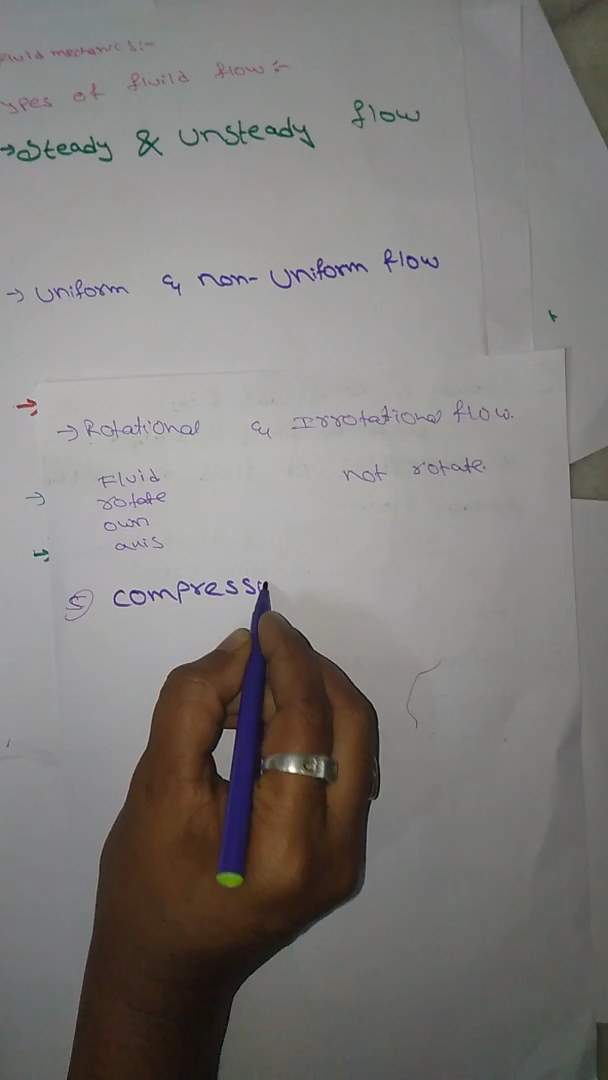 Fluid mechanics:-
ypes of fluild flow:-
→ Steady & Unsteady flow
→ Uniform & non-Uniform flow
→ Rotational & Irrotational flow.
Fluid not rotate.
→ rotate
own
axis
5) compress